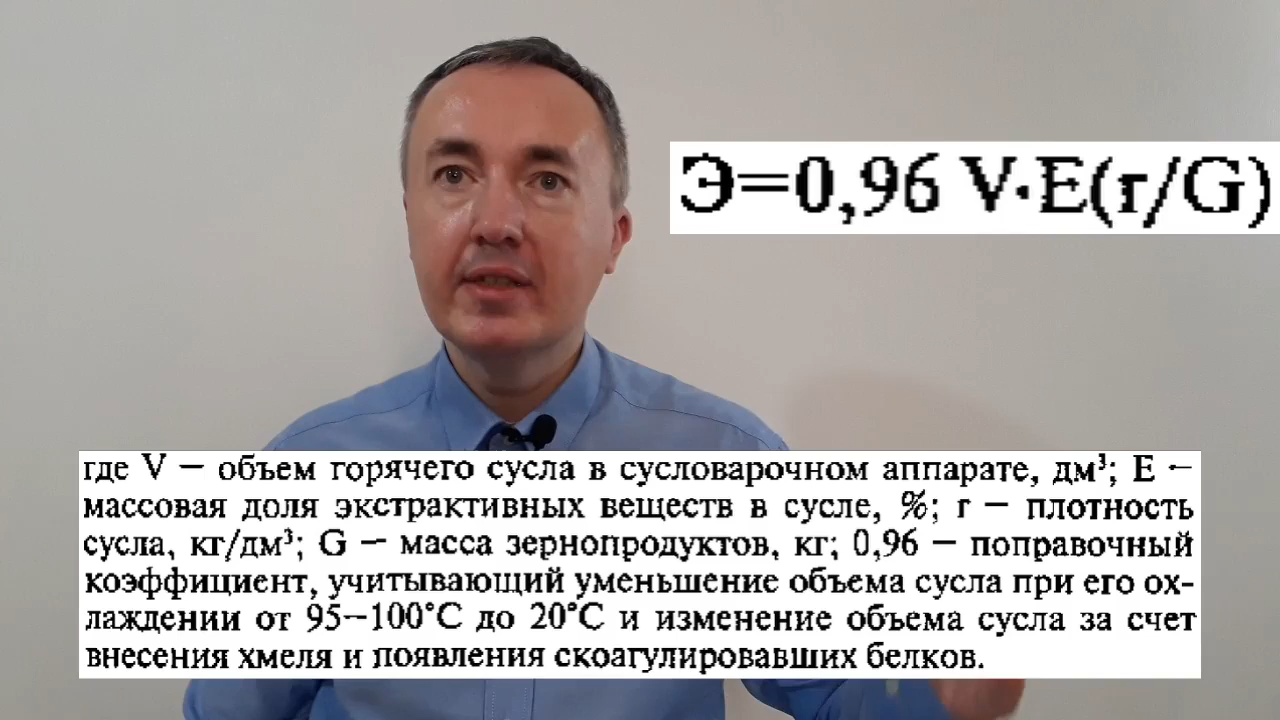 Э=0,96 V·E(г/G)
где V — объем горячего сусла в сусловарочном аппарате, дм³; E —
массовая доля экстрактивных веществ в сусле, %; г — плотность
сусла, кг/дм³; G — масса зернопродуктов, кг; 0,96 — поправочный
коэффициент, учитывающий уменьшение объема сусла при его ох-
лаждении от 95—100°С до 20°С и изменение объема сусла за счет
внесения хмеля и появления скоагулировавших белков.